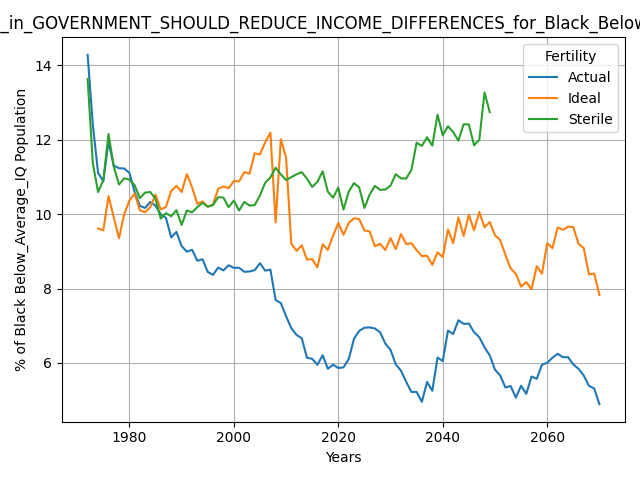 _in_GOVERNMENT_SHOULD_REDUCE_INCOME_DIFFERENCES_for_Black_Below
Fertility
Actual
Ideal
Sterile
% of Black Below_Average_IQ Population
14
12
10
8
6
1980
2000
2020
2040
2060
Years